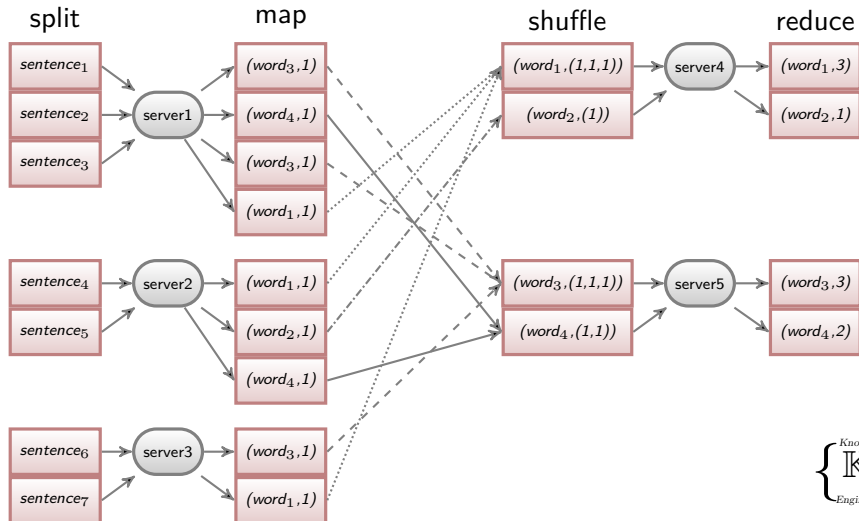 split map shuffle reduce
sentence₁
sentence₂
sentence₃
server1
(word₃,1)
(word₄,1)
(word₃,1)
(word₁,1)
(word₁,(1,1,1))
(word₂,(1))
server4
(word₁,3)
(word₂,1)
sentence₄
sentence₅
server2
(word₁,1)
(word₂,1)
(word₄,1)
(word₃,(1,1,1))
(word₄,(1,1))
server5
(word₃,3)
(word₄,2)
sentence₆
sentence₇
server3
(word₃,1)
(word₁,1)